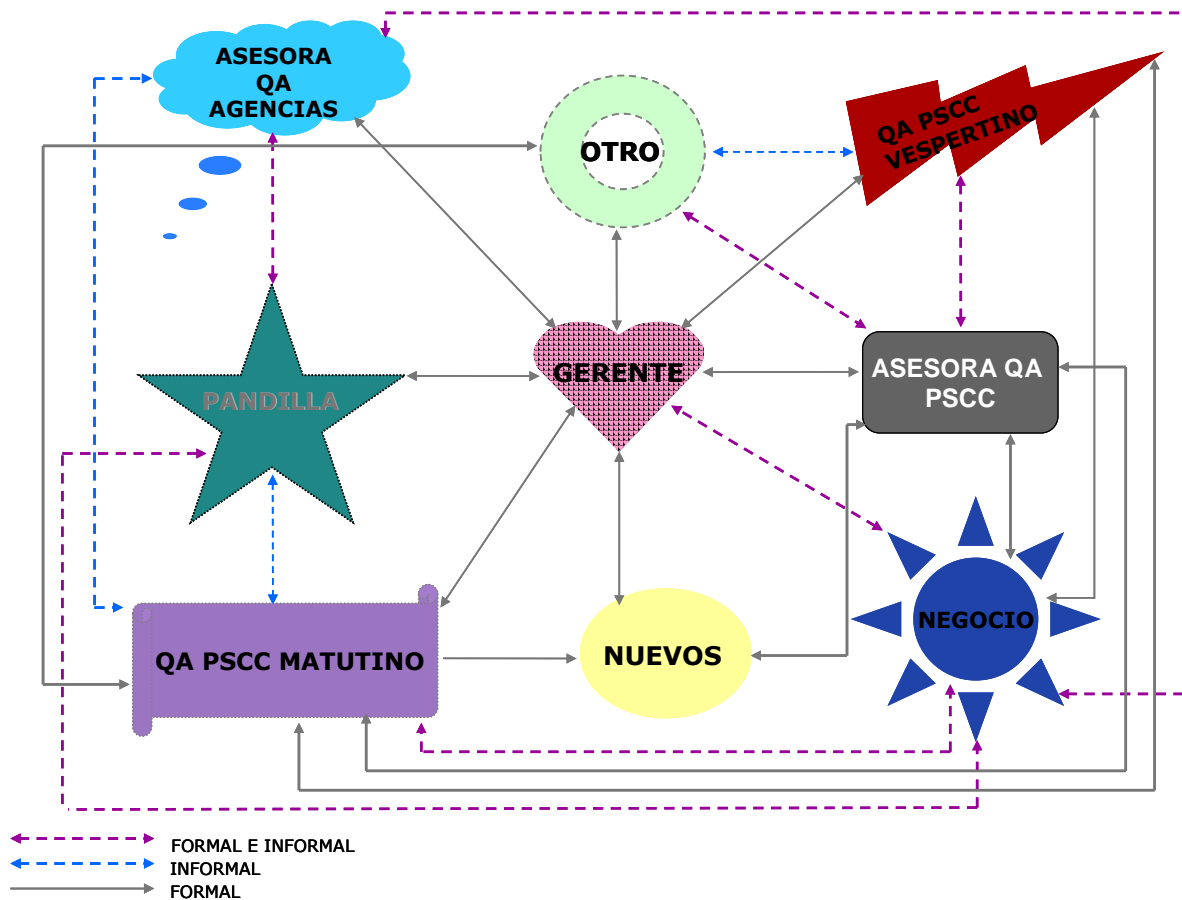 ASESORA
QA
AGENCIAS
OTRO
QA PSCC
VESPERTINO
PANDILLA
GERENTE
ASESORA QA
PSCC
QA PSCC MATUTINO
NUEVOS
NEGOCIO
FORMAL E INFORMAL
INFORMAL
FORMAL